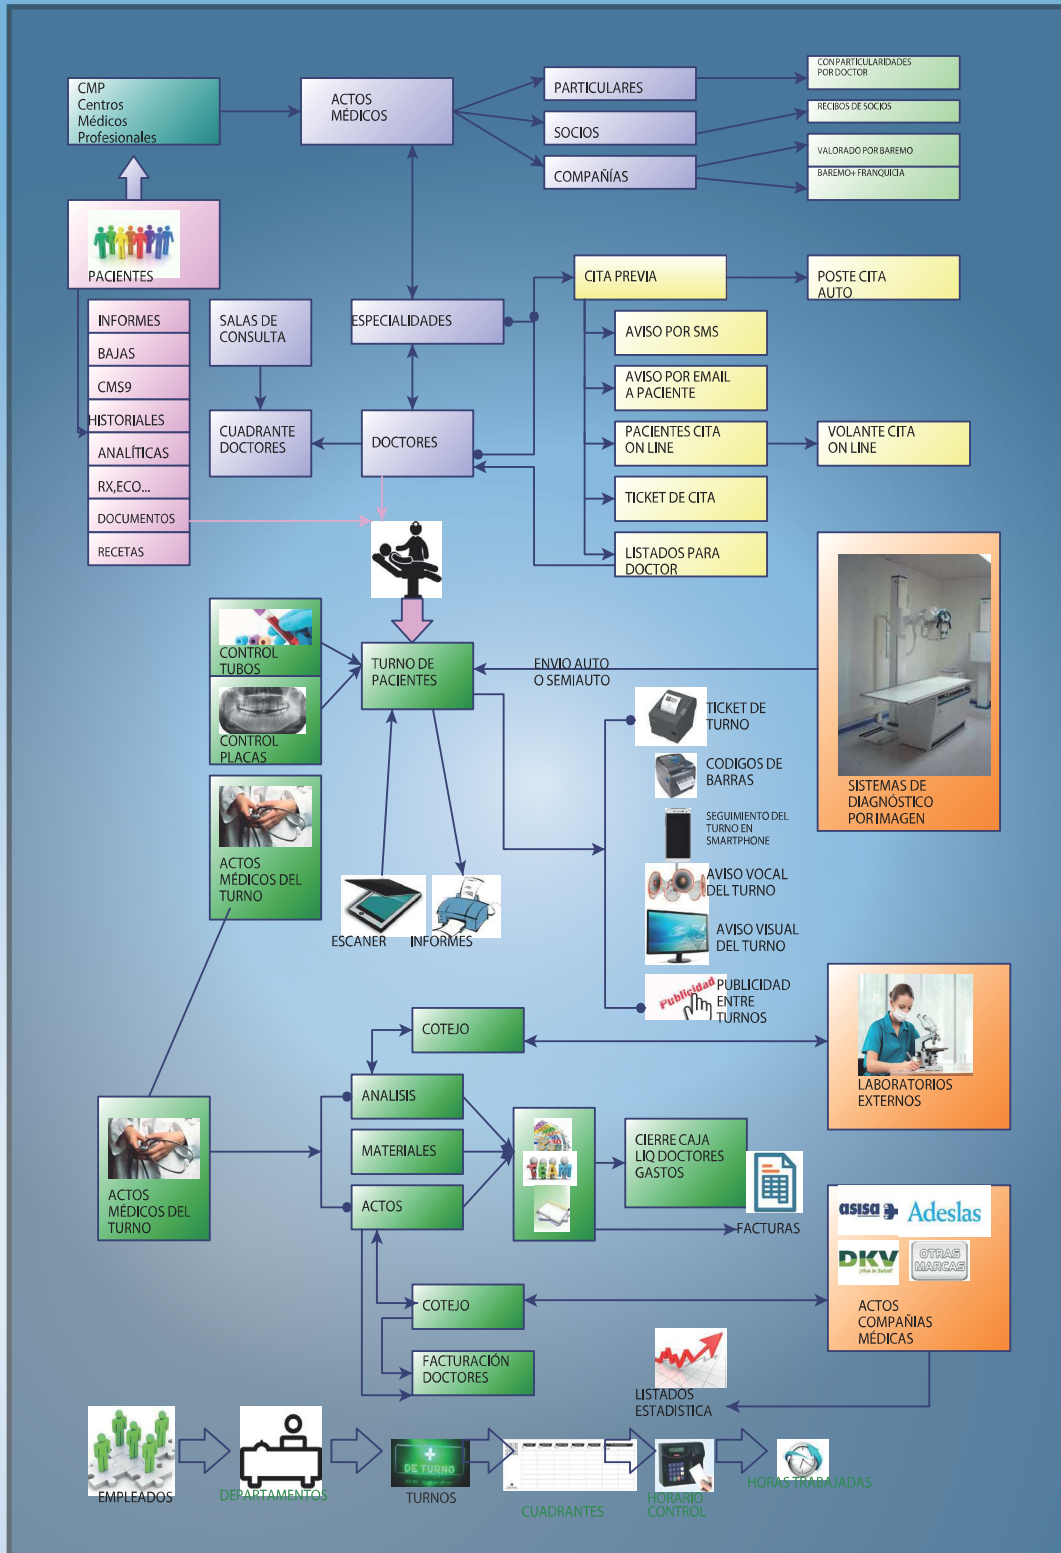 CMP
Centros
Médicos
Profesionales
ACTOS
MÉDICOS
PARTICULARES
SOCIOS
COMPAÑÍAS
CON PARTICULARIDADES
POR DOCTOR
RECIBOS DE SOCIOS
VALORADO POR BAREMO
BAREMO+ FRANQUICIA
PACIENTES
INFORMES
BAJAS
CMS9
HISTORIALES
ANALÍTICAS
RX,ECO...
DOCUMENTOS
RECETAS
SALAS DE
CONSULTA
CUADRANTE
DOCTORES
ESPECIALIDADES
DOCTORES
CITA PREVIA
POSTE CITA
AUTO
AVISO POR SMS
AVISO POR EMAIL
A PACIENTE
PACIENTES CITA
ON LINE
VOLANTE CITA
ON LINE
TICKET DE CITA
LISTADOS PARA
DOCTOR
CONTROL
TUBOS
CONTROL
PLACAS
TURNO DE
PACIENTES
ENVIO AUTO
O SEMIAUTO
SISTEMAS DE
DIAGNÓSTICO
POR IMAGEN
TICKET DE
TURNO
CODIGOS DE
BARRAS
SEGUIMIENTO DEL
TURNO EN
SMARTPHONE
AVISO VOCAL
DEL TURNO
AVISO VISUAL
DEL TURNO
Publicidad
PUBLICIDAD
ENTRE
TURNOS
ACTOS
MÉDICOS DEL
TURNO
ESCANER
INFORMES
COTEJO
ANALISIS
MATERIALES
ACTOS
TEAM
CIERRE CAJA
LIQ DOCTORES
GASTOS
FACTURAS
LABORATORIOS
EXTERNOS
ACTOS
MÉDICOS DEL
TURNO
asisa
Adeslas
DKV
¡Vive la Salud!
OTRAS
MARCAS
ACTOS
COMPAÑIAS
MÉDICAS
COTEJO
FACTURACIÓN
DOCTORES
LISTADOS
ESTADISTICA
EMPLEADOS
DEPARTAMENTOS
DE TURNO
TURNOS
CUADRANTES
HORARIO
CONTROL
HORAS TRABAJADAS